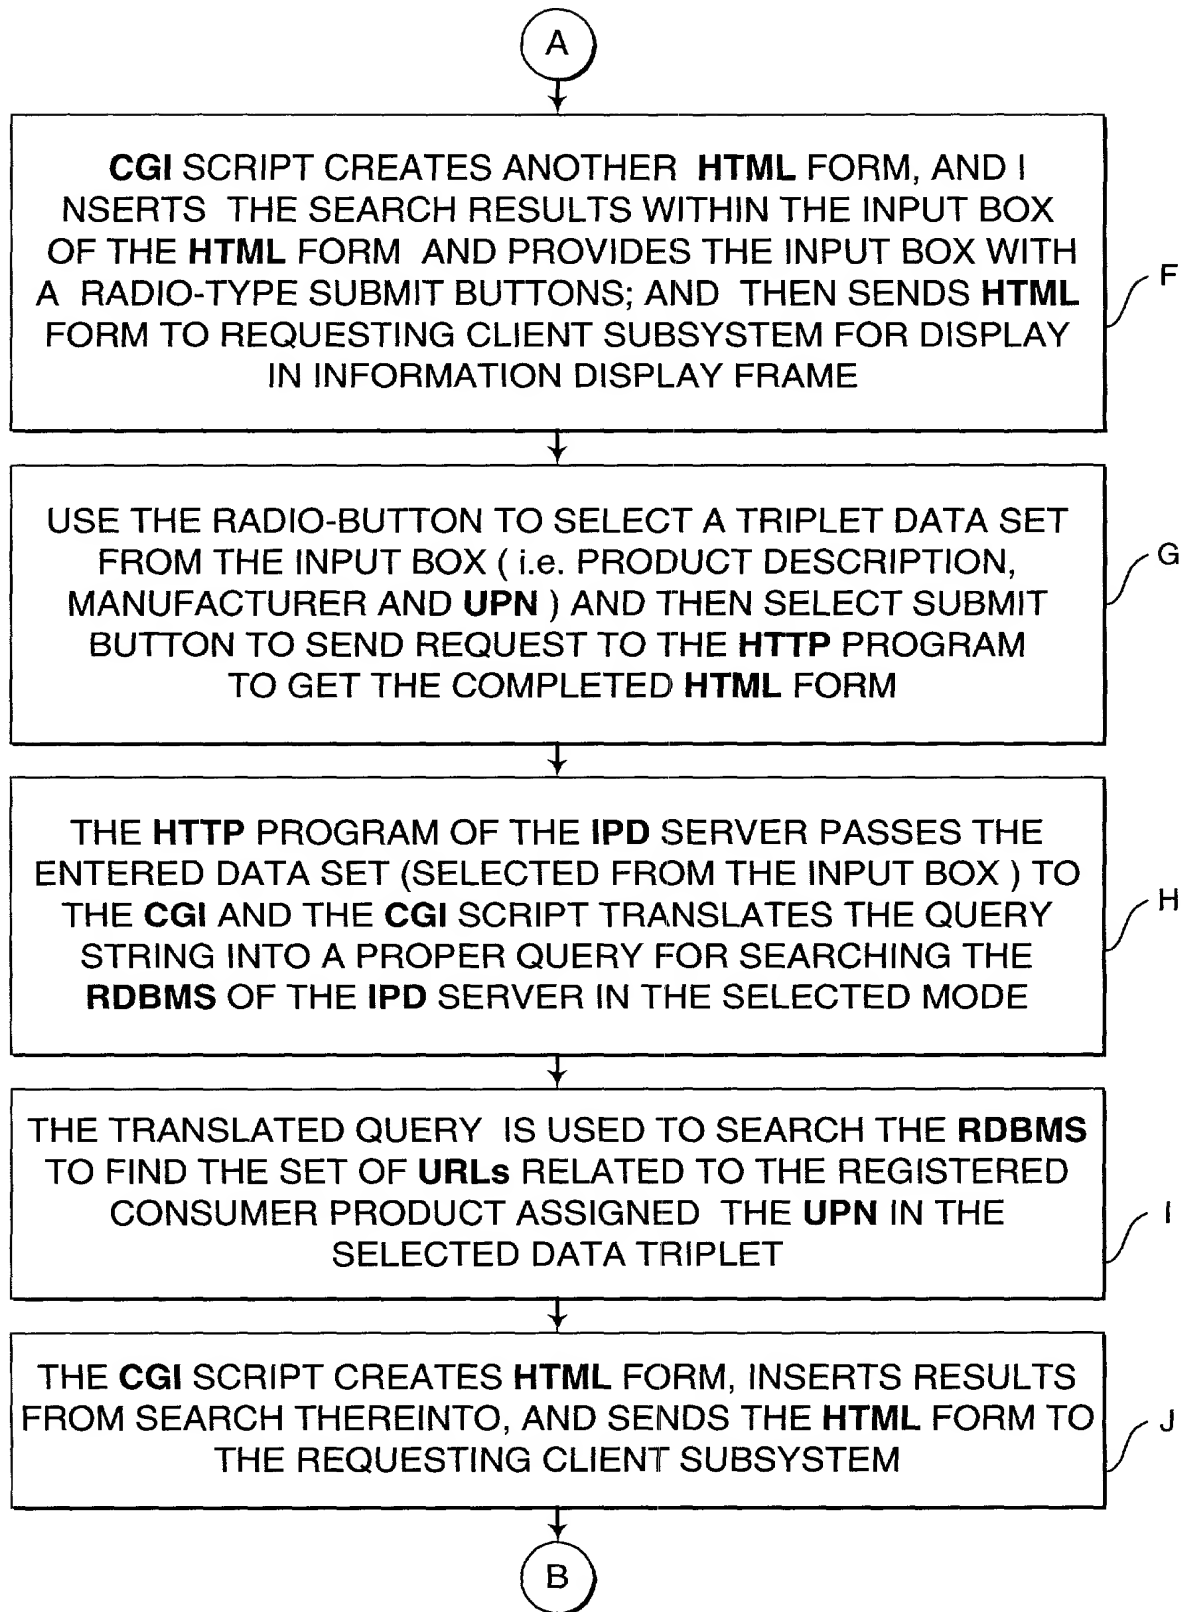 A
CGI SCRIPT CREATES ANOTHER HTML FORM, AND I
NSERTS THE SEARCH RESULTS WITHIN THE INPUT BOX
OF THE HTML FORM AND PROVIDES THE INPUT BOX WITH
A RADIO-TYPE SUBMIT BUTTONS; AND THEN SENDS HTML
FORM TO REQUESTING CLIENT SUBSYSTEM FOR DISPLAY
IN INFORMATION DISPLAY FRAME
F
USE THE RADIO-BUTTON TO SELECT A TRIPLET DATA SET
FROM THE INPUT BOX ( i.e. PRODUCT DESCRIPTION,
MANUFACTURER AND UPN ) AND THEN SELECT SUBMIT
BUTTON TO SEND REQUEST TO THE HTTP PROGRAM
TO GET THE COMPLETED HTML FORM
G
THE HTTP PROGRAM OF THE IPD SERVER PASSES THE
ENTERED DATA SET (SELECTED FROM THE INPUT BOX ) TO
THE CGI AND THE CGI SCRIPT TRANSLATES THE QUERY
STRING INTO A PROPER QUERY FOR SEARCHING THE
RDBMS OF THE IPD SERVER IN THE SELECTED MODE
H
THE TRANSLATED QUERY IS USED TO SEARCH THE RDBMS
TO FIND THE SET OF URLs RELATED TO THE REGISTERED
CONSUMER PRODUCT ASSIGNED THE UPN IN THE
SELECTED DATA TRIPLET
I
THE CGI SCRIPT CREATES HTML FORM, INSERTS RESULTS
FROM SEARCH THEREINTO, AND SENDS THE HTML FORM TO
THE REQUESTING CLIENT SUBSYSTEM
J
B